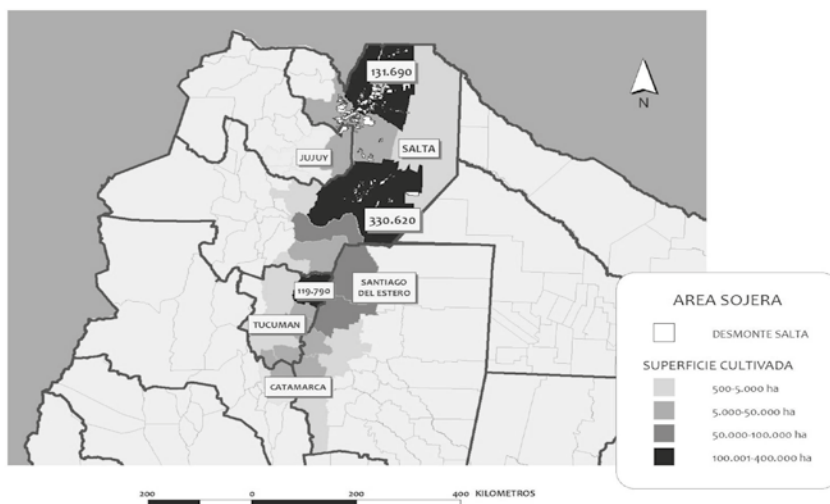 131.690
N
JUJUY
SALTA
330.620
119.790
SANTIAGO
DEL ESTERO
TUCUMAN
CATAMARCA
AREA SOJERA
DESMONTE SALTA
SUPERFICIE CULTIVADA
500-5.000 ha
5.000-50.000 ha
50.000-100.000 ha
100.001-400.000 ha
200 0 200 400 KILOMETROS